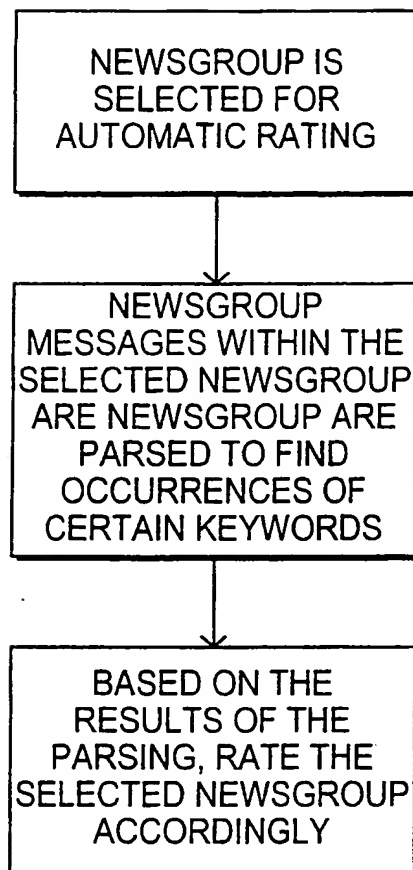 NEWSGROUP IS
SELECTED FOR
AUTOMATIC RATING
NEWSGROUP
MESSAGES WITHIN THE
SELECTED NEWSGROUP
ARE NEWSGROUP ARE
PARSED TO FIND
OCCURRENCES OF
CERTAIN KEYWORDS
BASED ON THE
RESULTS OF THE
PARSING, RATE THE
SELECTED NEWSGROUP
ACCORDINGLY